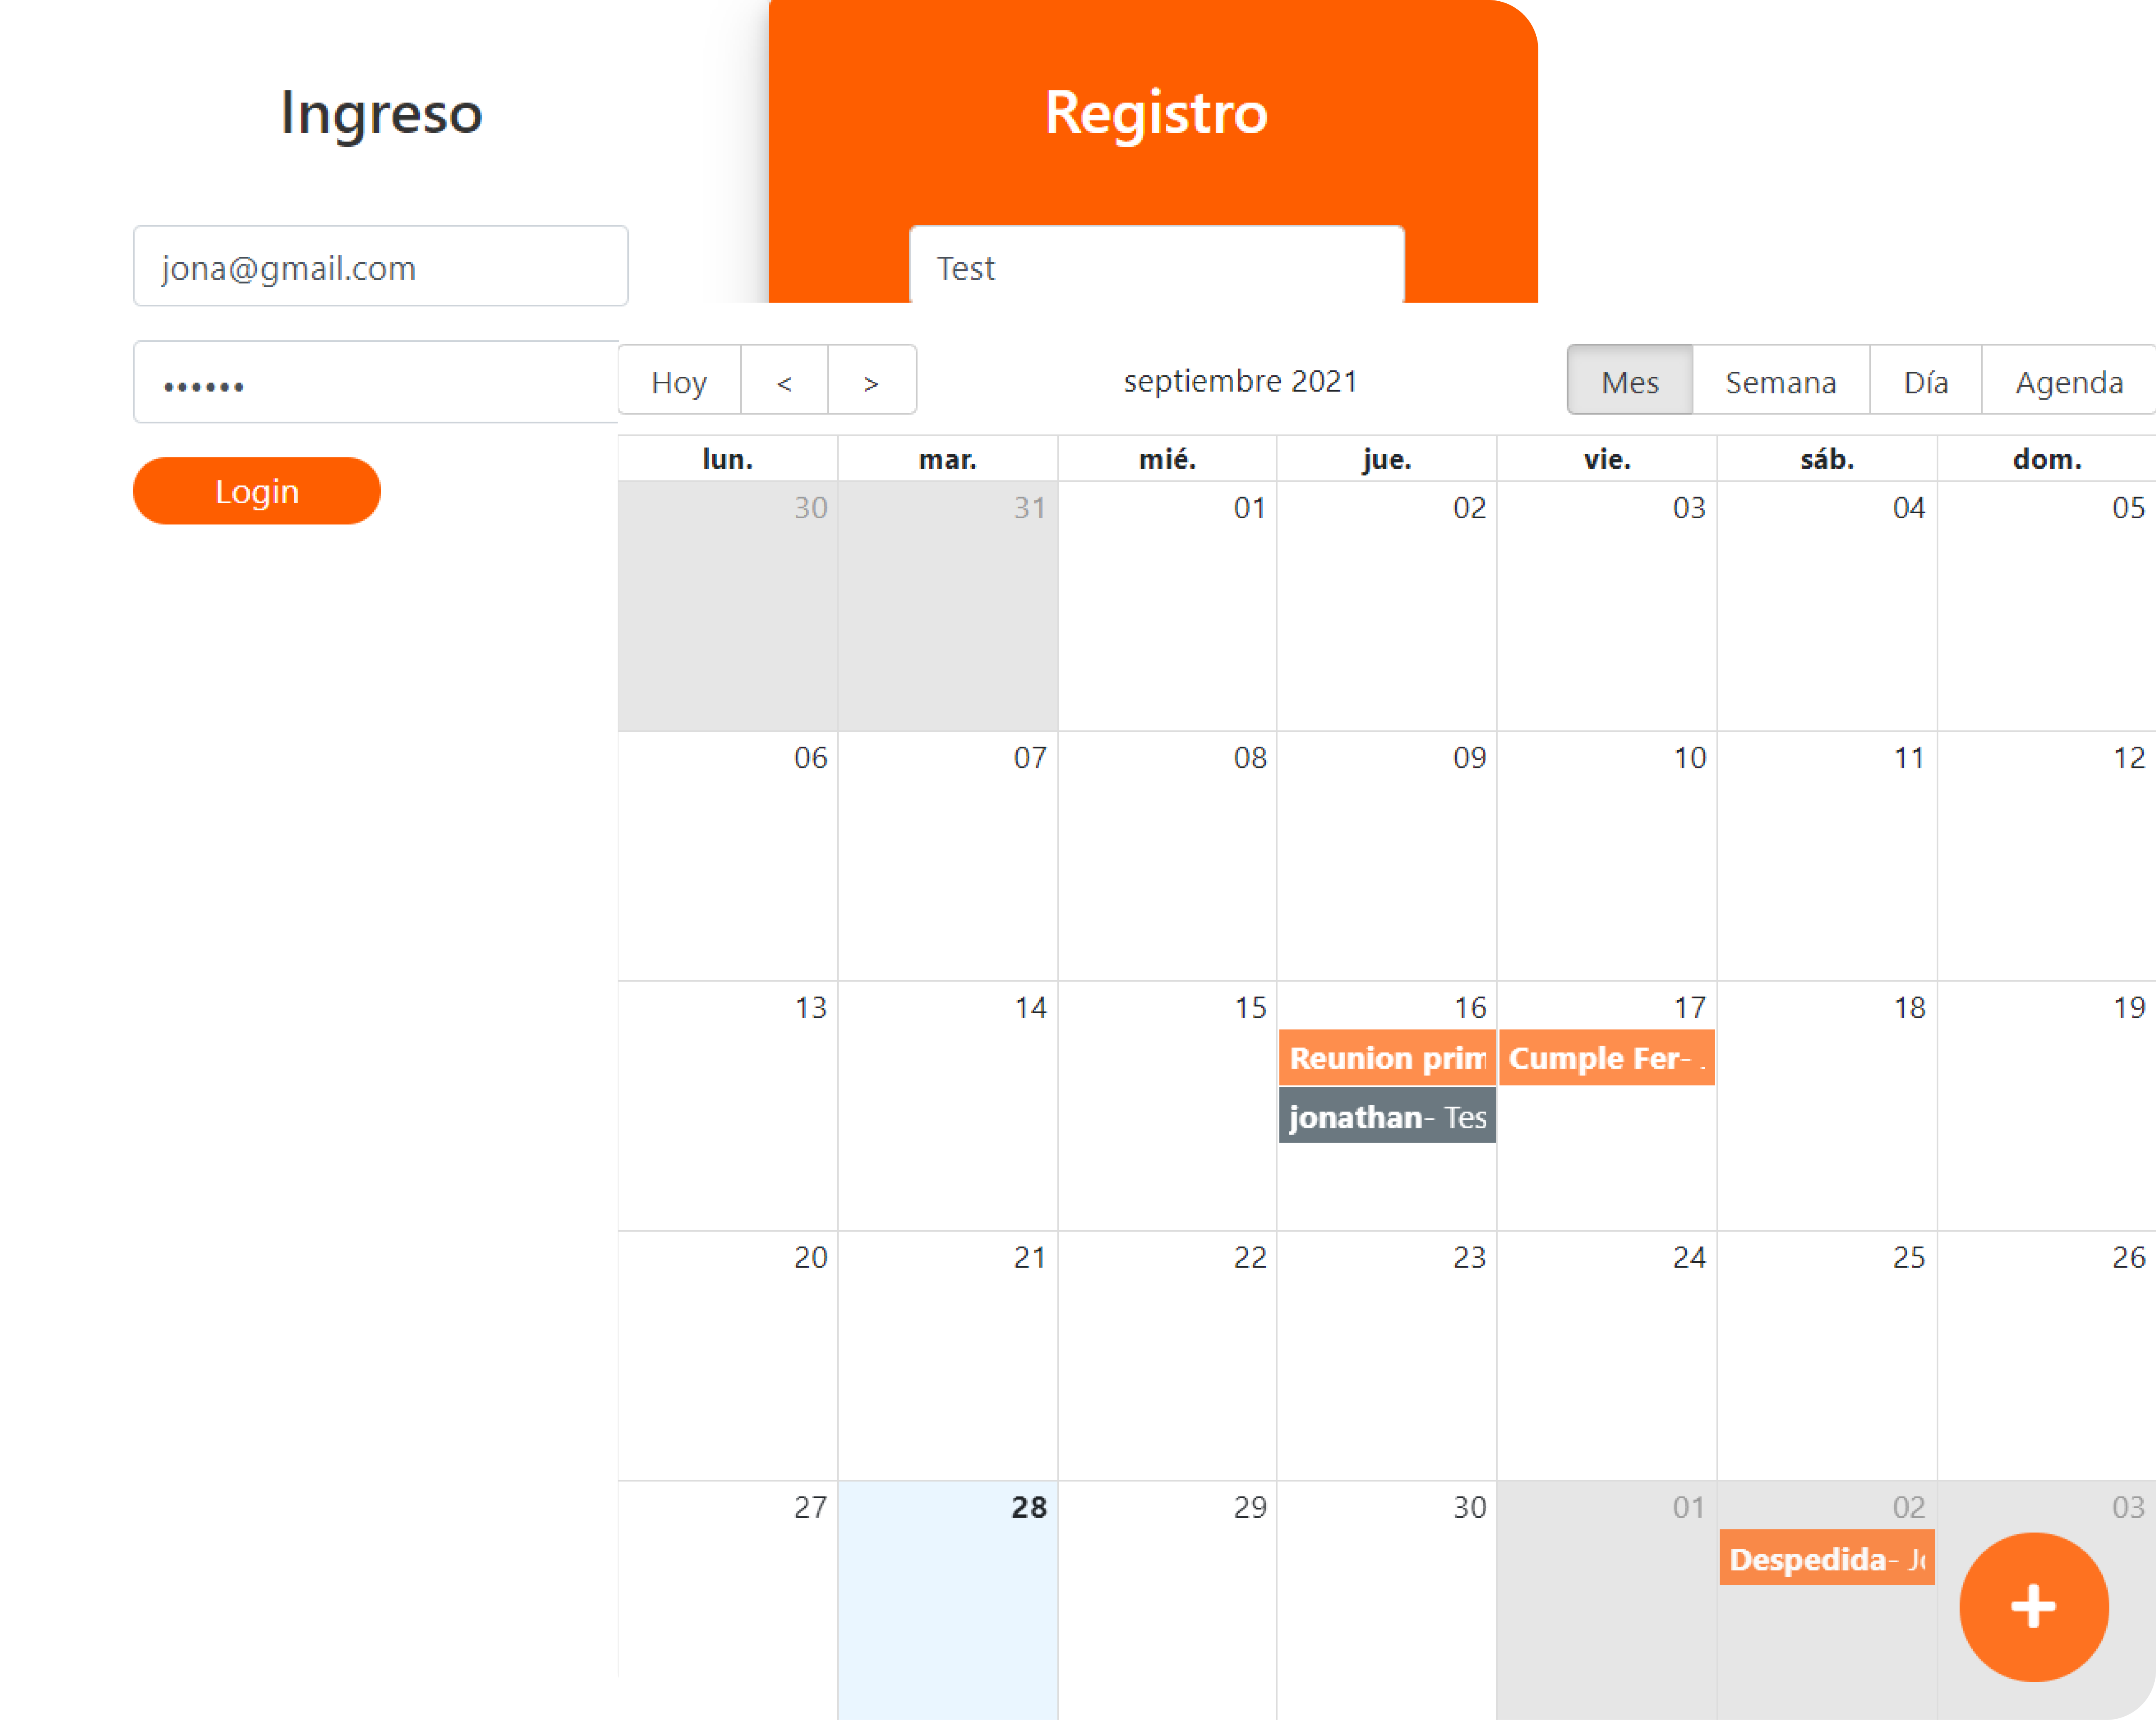 Ingreso
Registro
jona@gmail.com
Test
••••••
Login
Hoy < > septiembre 2021 Mes Semana Día Agenda
lun. mar. mié. jue. vie. sáb. dom.
30 31 01 02 03 04 05
06 07 08 09 10 11 12
13 14 15 16 17 18 19
Reunion prim Cumple Fer- .
jonathan- Tes
20 21 22 23 24 25 26
27 28 29 30 01 02 03
Despedida- Jo
+